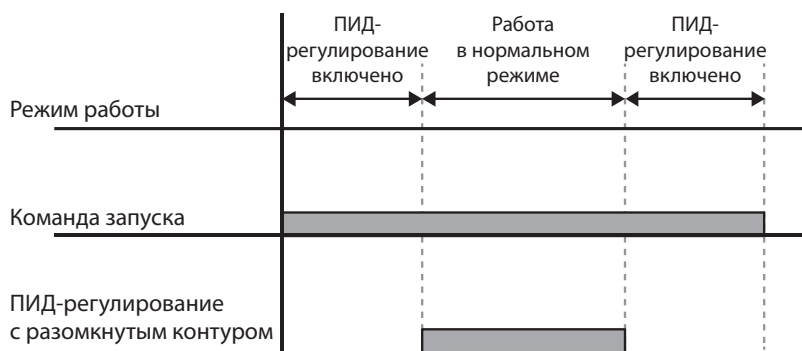 ПИД-
регулирование
включено
Работа
в нормальном
режиме
ПИД-
регулирование
включено
Режим работы
Команда запуска
ПИД-регулирование
с разомкнутым контуром